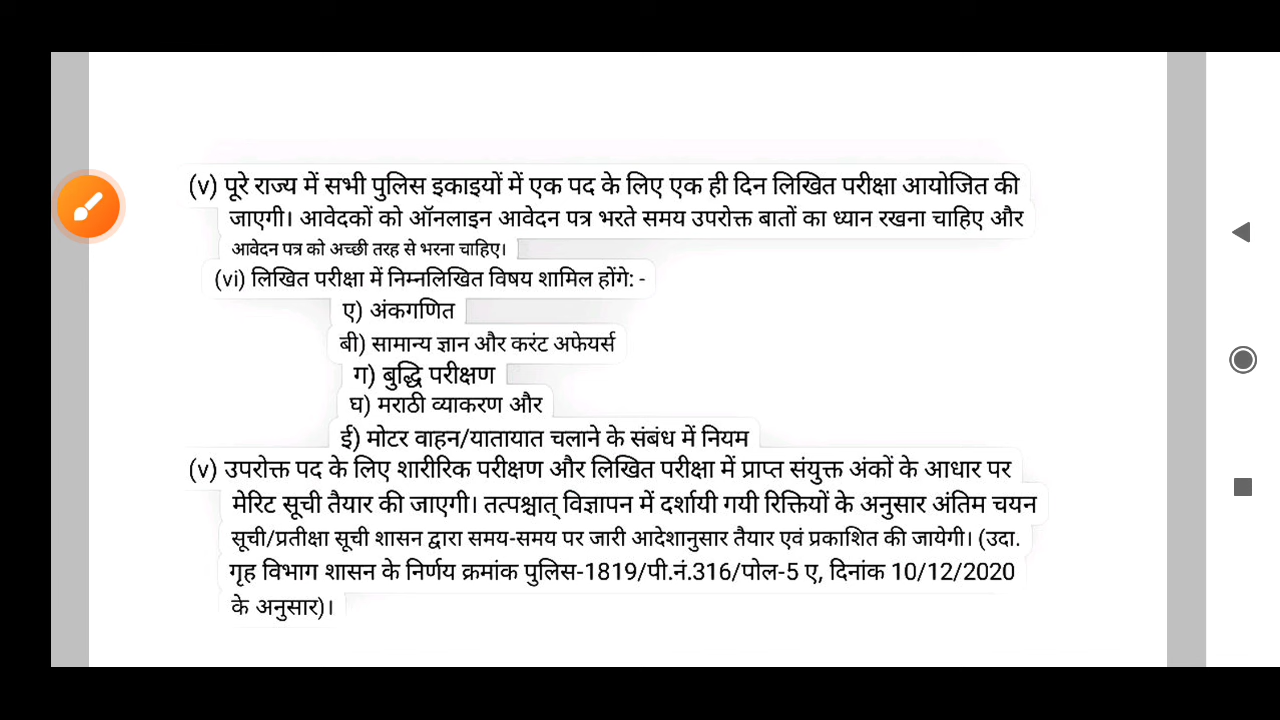 (v) पूरे राज्य में सभी पुलिस इकाइयों में एक पद के लिए एक ही दिन लिखित परीक्षा आयोजित की
जाएगी। आवेदकों को ऑनलाइन आवेदन पत्र भरते समय उपरोक्त बातों का ध्यान रखना चाहिए और
आवेदन पत्र को अच्छी तरह से भरना चाहिए।
(vi) लिखित परीक्षा में निम्नलिखित विषय शामिल होंगे: -
ए) अंकगणित
बी) सामान्य ज्ञान और करंट अफेयर्स
ग) बुद्धि परीक्षण
घ) मराठी व्याकरण और
ई) मोटर वाहन/यातायात चलाने के संबंध में नियम
(v) उपरोक्त पद के लिए शारीरिक परीक्षण और लिखित परीक्षा में प्राप्त संयुक्त अंकों के आधार पर
मेरिट सूची तैयार की जाएगी। तत्पश्चात् विज्ञापन में दर्शायी गयी रिक्तियों के अनुसार अंतिम चयन
सूची/प्रतीक्षा सूची शासन द्वारा समय-समय पर जारी आदेशानुसार तैयार एवं प्रकाशित की जायेगी। (उदा.
गृह विभाग शासन के निर्णय क्रमांक पुलिस-1819/पी.नं.316/पोल-5 ए, दिनांक 10/12/2020
के अनुसार)।